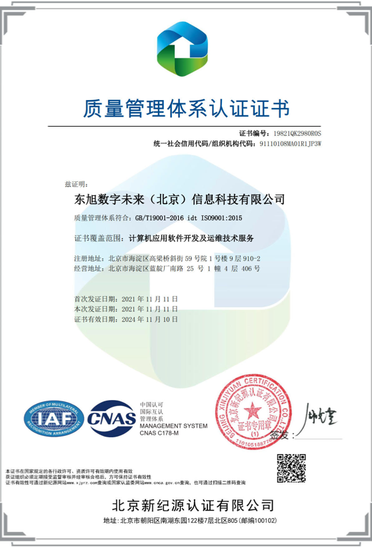 质量管理体系认证证书
证书编号：19821QK2980R0S
统一社会信用代码/组织机构代码：91110108MA01R1JP3W
兹证明：
东旭数字未来（北京）信息科技有限公司
质量管理体系符合：GB/T19001-2016 idt ISO9001:2015
证书覆盖范围：计算机应用软件开发及运维技术服务
注册地址：北京市海淀区高梁桥斜街 59 号院 1 号楼 9 层 910-2
经营地址：北京市海淀区蓝靛厂南路 25 号 1 幢 4 层 406 号
首次发证日期：2021 年 11 月 11 日
本次发证日期：2021 年 11 月 11 日
证书有效日期：2024 年 11 月 10 日
IAF
CNAS
中国认可
国际互认
管理体系
MANAGEMENT SYSTEM
CNAS C178-M
BEIJING XINJIYUAN CERTIFICATION CO.,LTD
北京新纪源认证有限公司
证书专用章
(1)
签发：
北京新纪源认证有限公司
地址:北京市朝阳区南湖东园122楼7层北区805（邮编100102）